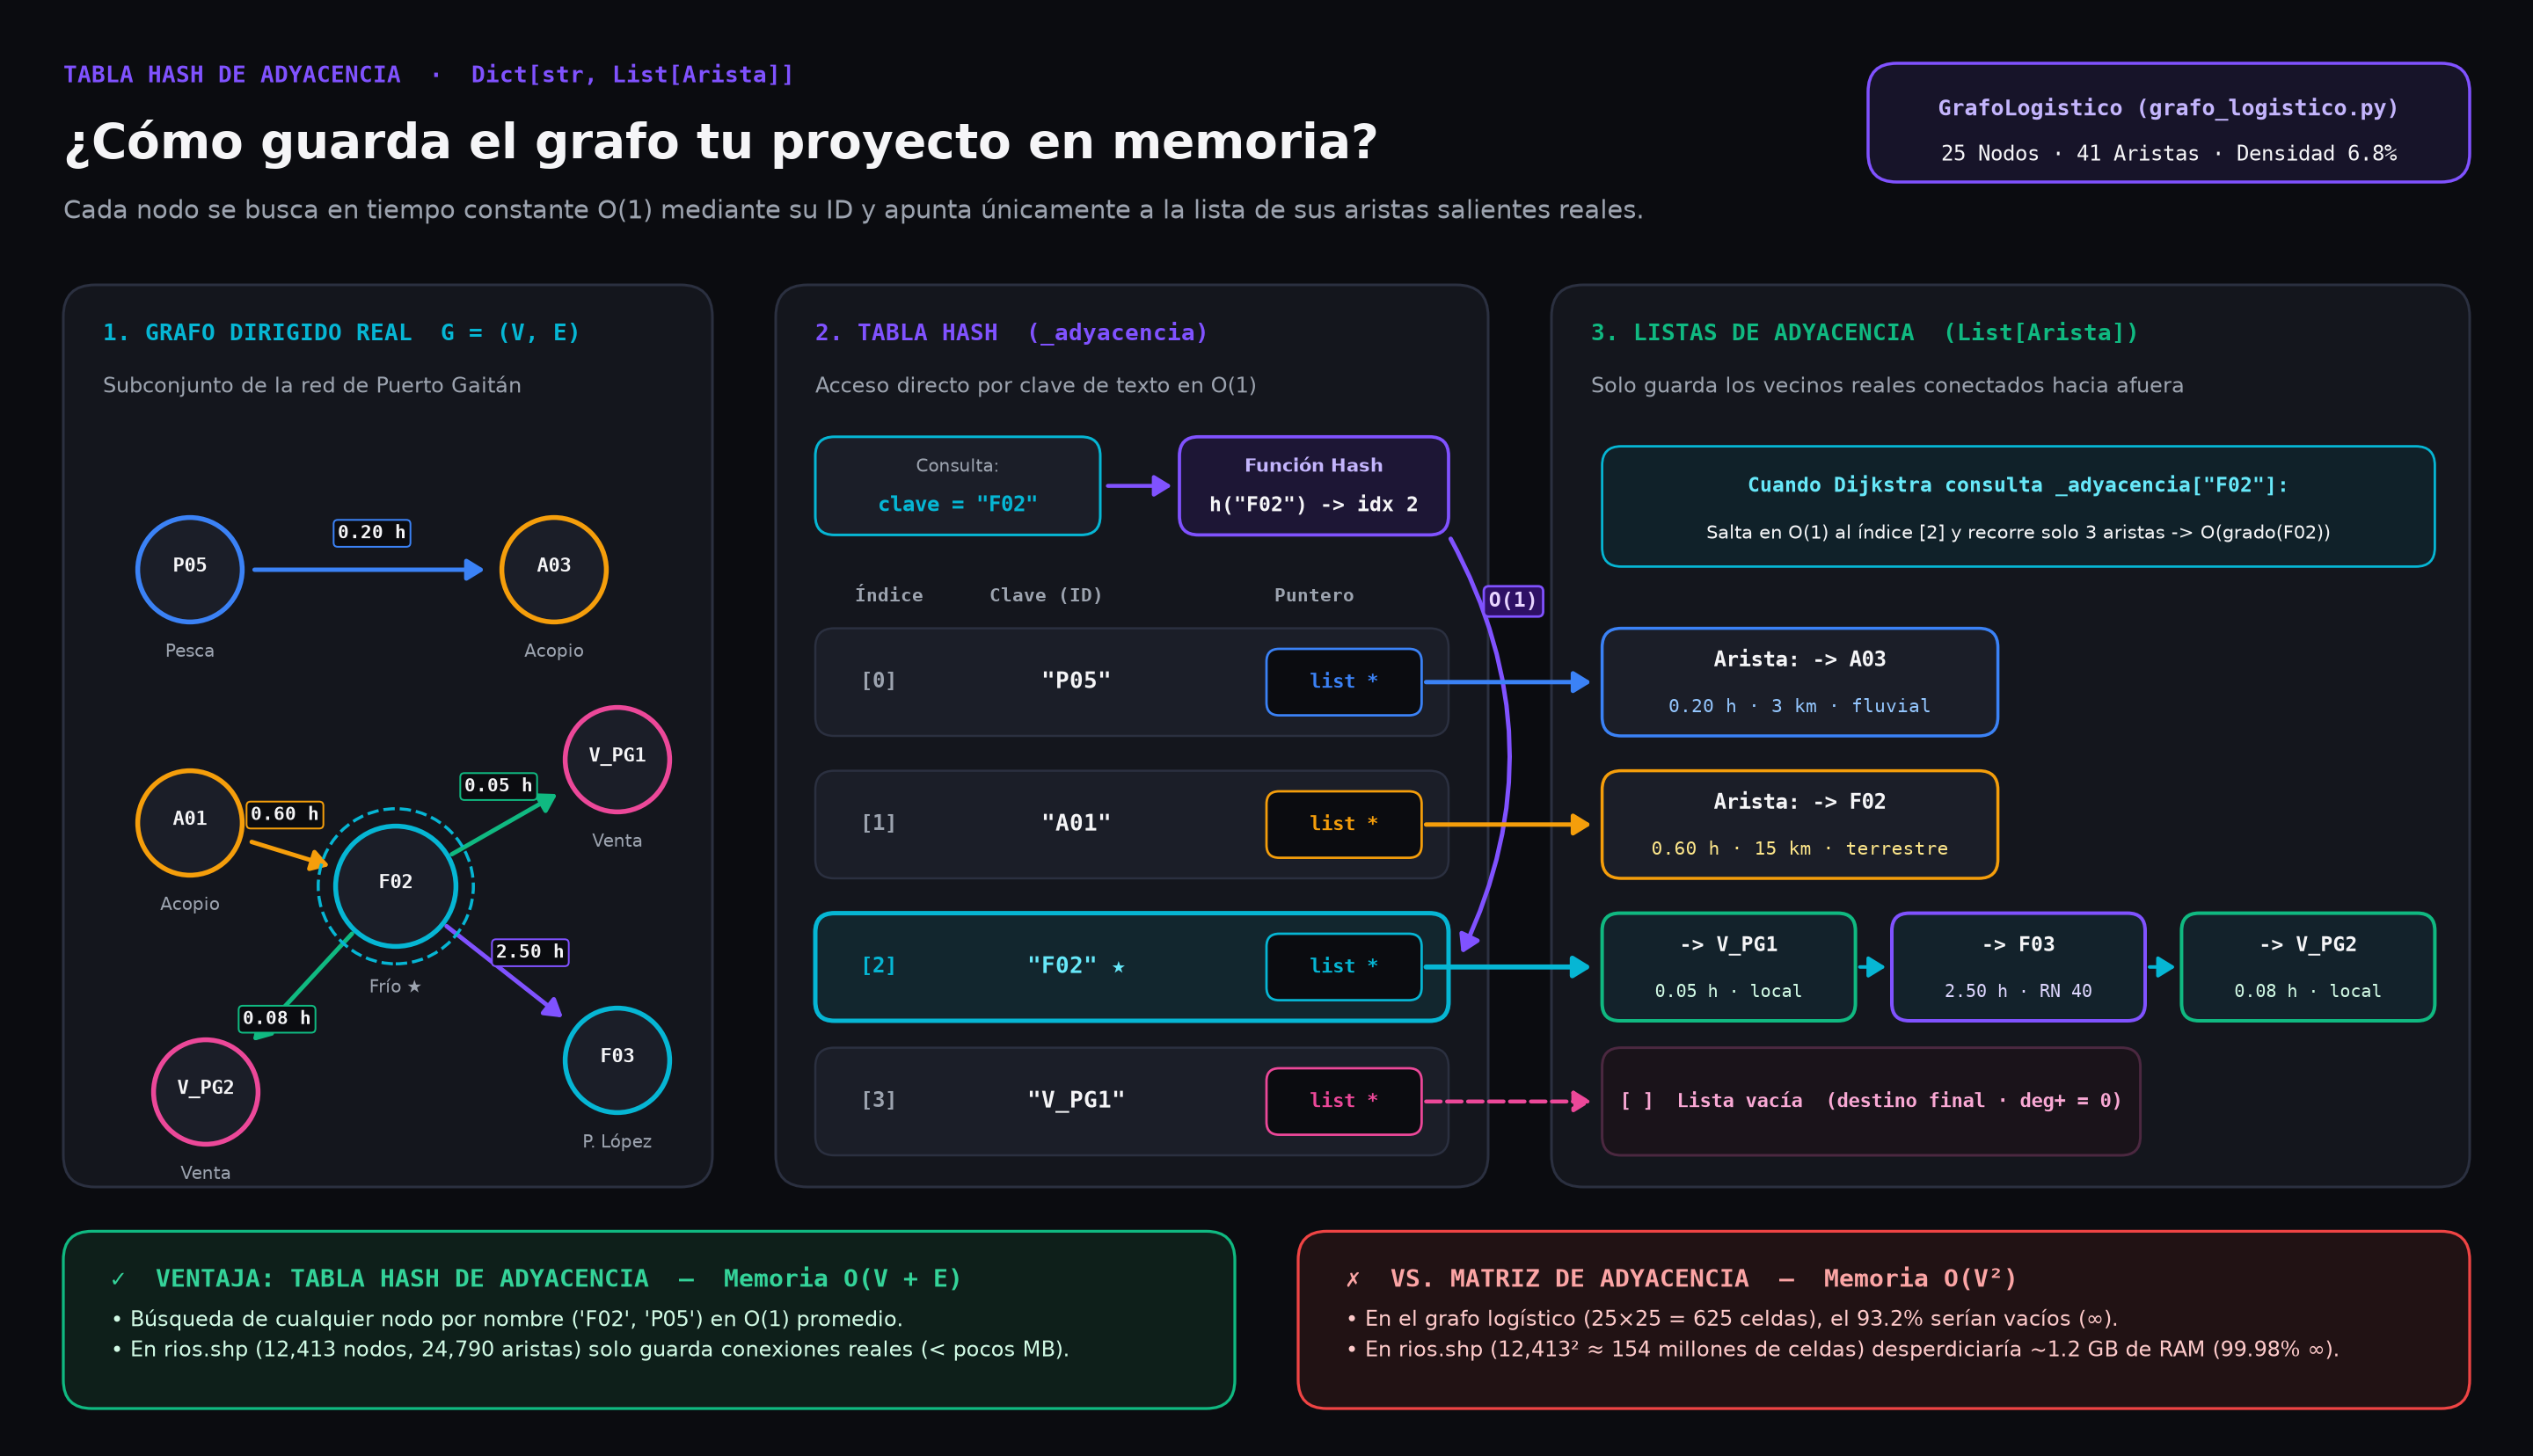 TABLA HASH DE ADYACENCIA · Dict[str, List[Arista]]
¿Cómo guarda el grafo tu proyecto en memoria?
Cada nodo se busca en tiempo constante O(1) mediante su ID y apunta únicamente a la lista de sus aristas salientes reales.
GrafoLogistico (grafo_logistico.py)
25 Nodos · 41 Aristas · Densidad 6.8%
1. GRAFO DIRIGIDO REAL G = (V, E)
Subconjunto de la red de Puerto Gaitán
P05
0.20 h
A03
Pesca
Acopio
V_PG1
0.05 h
Venta
A01
0.60 h
Acopio
F02
Frío ★
2.50 h
0.08 h
F03
P. López
V_PG2
Venta
2. TABLA HASH (_adyacencia)
Acceso directo por clave de texto en O(1)
Consulta:
clave = "F02"
Función Hash
h("F02") -> idx 2
O(1)
Índice Clave (ID) Puntero
[0] "P05" list *
[1] "A01" list *
[2] "F02" ★ list *
[3] "V_PG1" list *
3. LISTAS DE ADYACENCIA (List[Arista])
Solo guarda los vecinos reales conectados hacia afuera
Cuando Dijkstra consulta _adyacencia["F02"]:
Salta en O(1) al índice [2] y recorre solo 3 aristas -> O(grado(F02))
Arista: -> A03
0.20 h · 3 km · fluvial
Arista: -> F02
0.60 h · 15 km · terrestre
-> V_PG1
0.05 h · local
-> F03
2.50 h · RN 40
-> V_PG2
0.08 h · local
[ ] Lista vacía (destino final · deg+ = 0)
✓ VENTAJA: TABLA HASH DE ADYACENCIA — Memoria O(V + E)
• Búsqueda de cualquier nodo por nombre ('F02', 'P05') en O(1) promedio.
• En rios.shp (12,413 nodos, 24,790 aristas) solo guarda conexiones reales (< pocos MB).
✗ VS. MATRIZ DE ADYACENCIA — Memoria O(V²)
• En el grafo logístico (25×25 = 625 celdas), el 93.2% serían vacíos (∞).
• En rios.shp (12,413² ≈ 154 millones de celdas) desperdiciaría ~1.2 GB de RAM (99.98% ∞).